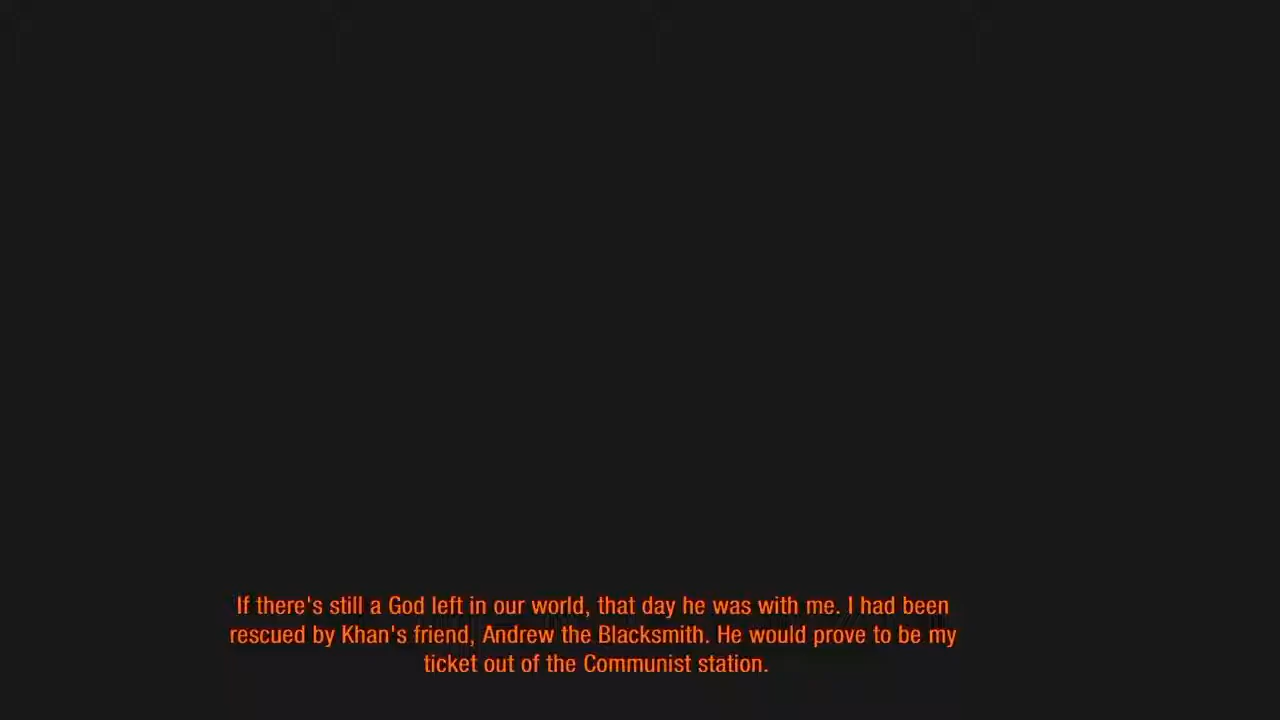 If there's still a God left in our world, that day he was with me. I had been
rescued by Khan's friend, Andrew the Blacksmith. He would prove to be my
ticket out of the Communist station.